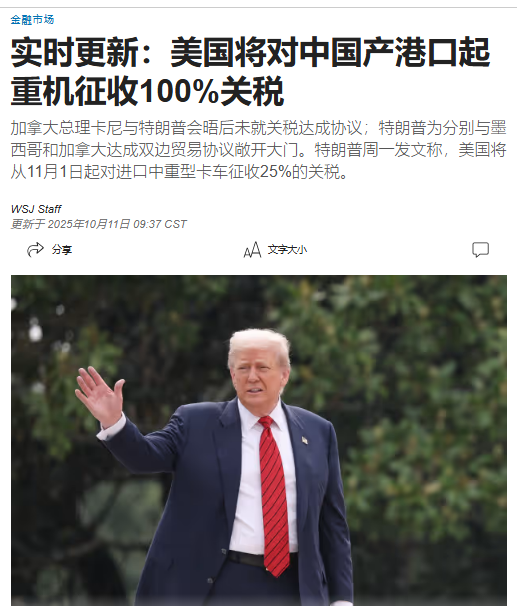 金融市场
实时更新：美国将对中国产港口起
重机征收100%关税
加拿大总理卡尼与特朗普会晤后未就关税达成协议；特朗普为分别与墨
西哥和加拿大达成双边贸易协议敞开大门。特朗普周一发文称，美国将
从11月1日起对进口中重型卡车征收25%的关税。
WSJ Staff
更新于 2025年10月11日 09:37 CST
分享
AA 文字大小